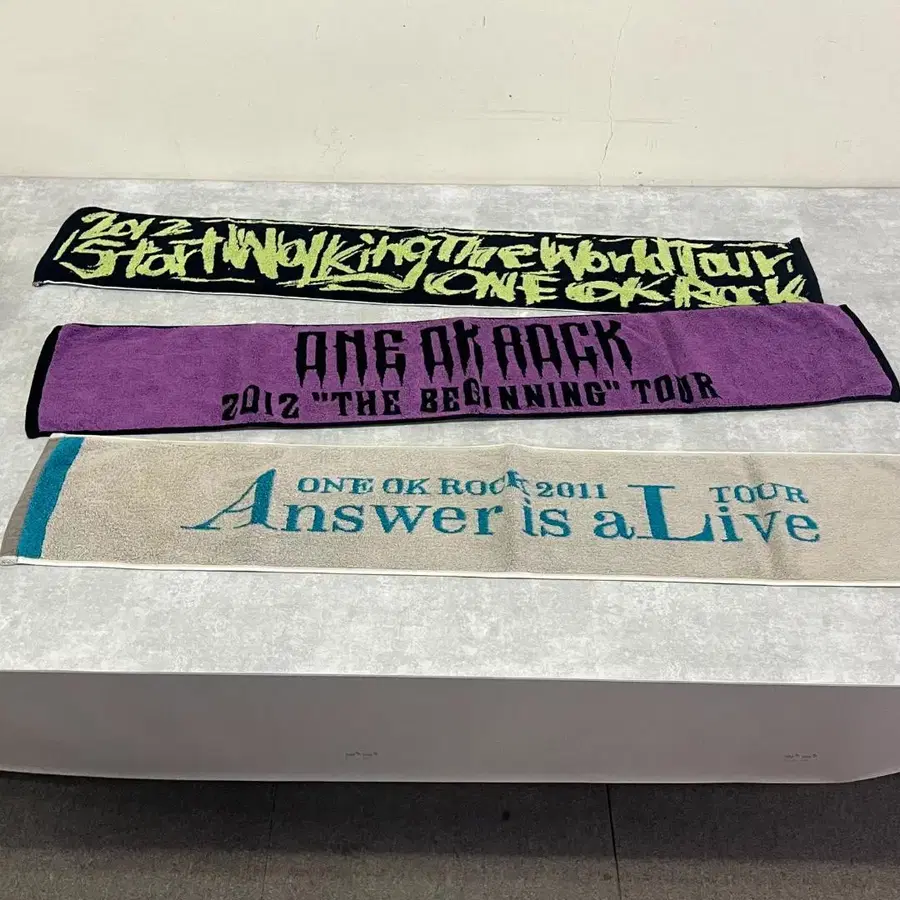 2012
Start Walking The World Tour
ONE OK ROCK
ONE OK ROCK
2012 "THE BEGINNING" TOUR
ONE OK ROCK 2011 TOUR
Answer is a Live